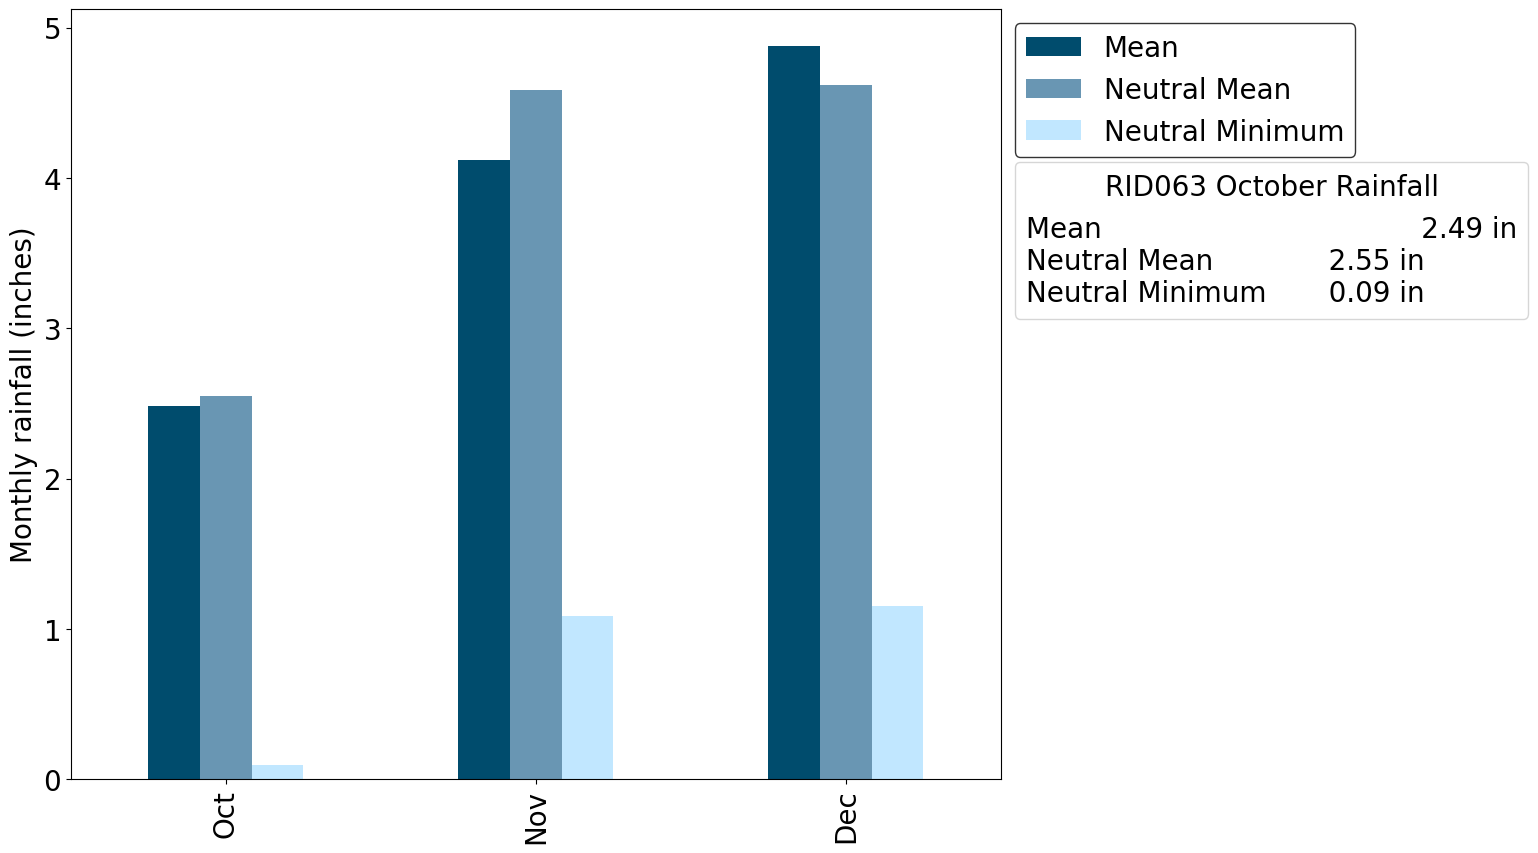 5
4
3
2
1
0
Monthly rainfall (inches)
Oct
Nov
Dec
Mean
Neutral Mean
Neutral Minimum
RID063 October Rainfall
Mean 2.49 in
Neutral Mean 2.55 in
Neutral Minimum 0.09 in